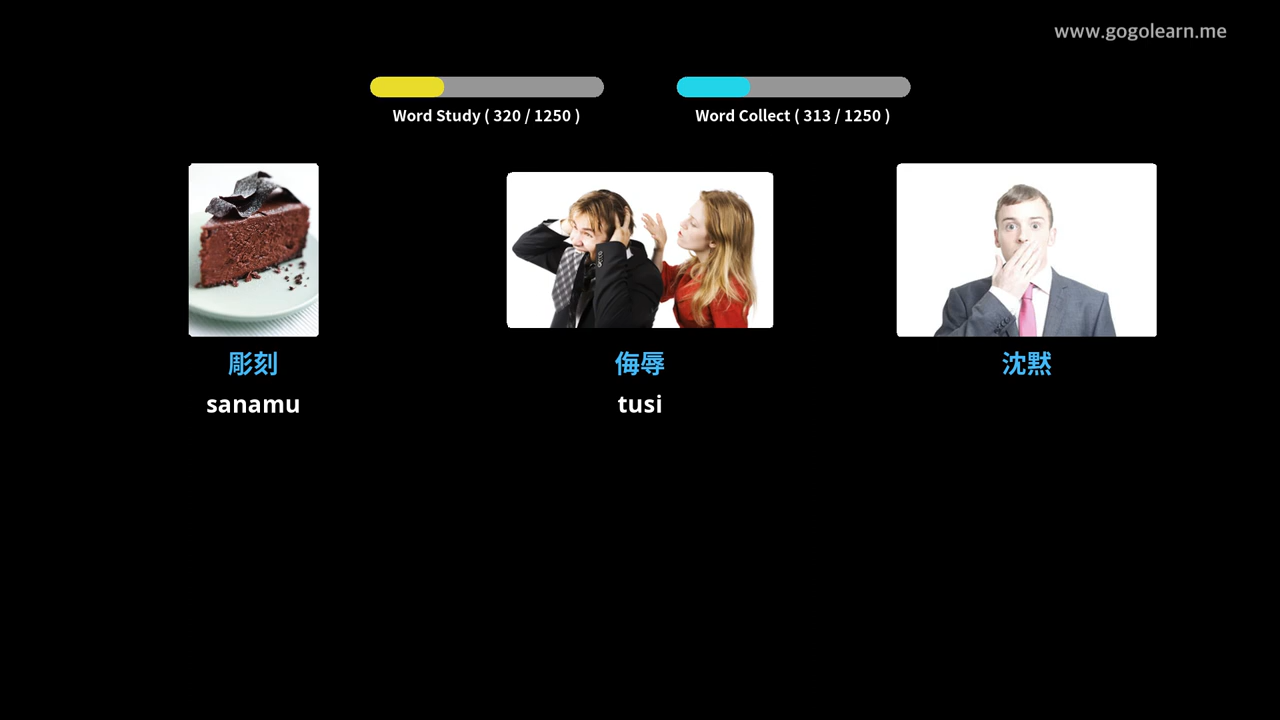 www.gogolearn.me
Word Study ( 320 / 1250 )
Word Collect ( 313 / 1250 )
彫刻
侮辱
沈黙
sanamu
tusi